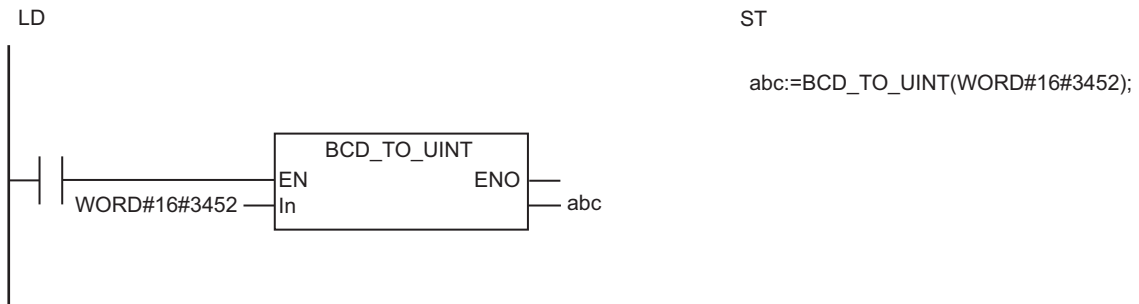 LD
ST
abc:=BCD_TO_UINT(WORD#16#3452);
BCD_TO_UINT
EN ENO
WORD#16#3452 In abc